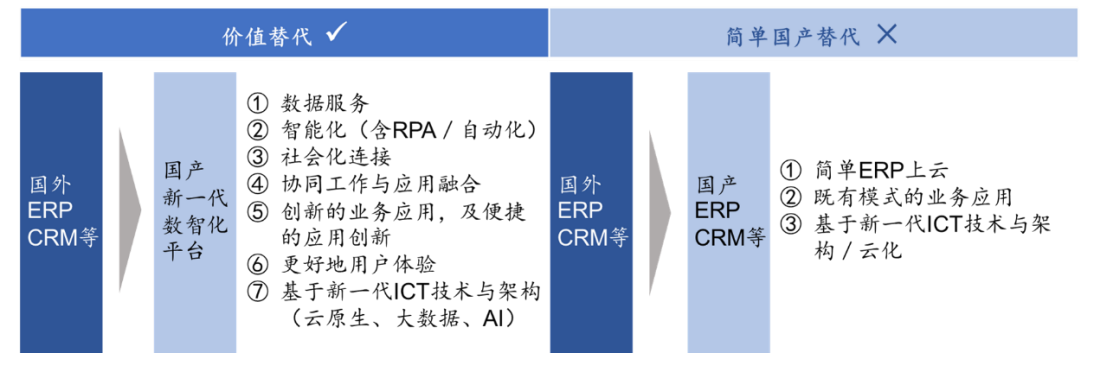 价值替代 ✓
国外
ERP
CRM等
国产
新一代
数智化
平台
① 数据服务
② 智能化（含RPA / 自动化）
③ 社会化连接
④ 协同工作与应用融合
⑤ 创新的业务应用，及便捷
的应用创新
⑥ 更好地用户体验
⑦ 基于新一代ICT技术与架构
（云原生、大数据、AI）
简单国产替代 ✕
国外
ERP
CRM等
国产
ERP
CRM等
① 简单ERP上云
② 既有模式的业务应用
③ 基于新一代ICT技术与架
构 / 云化